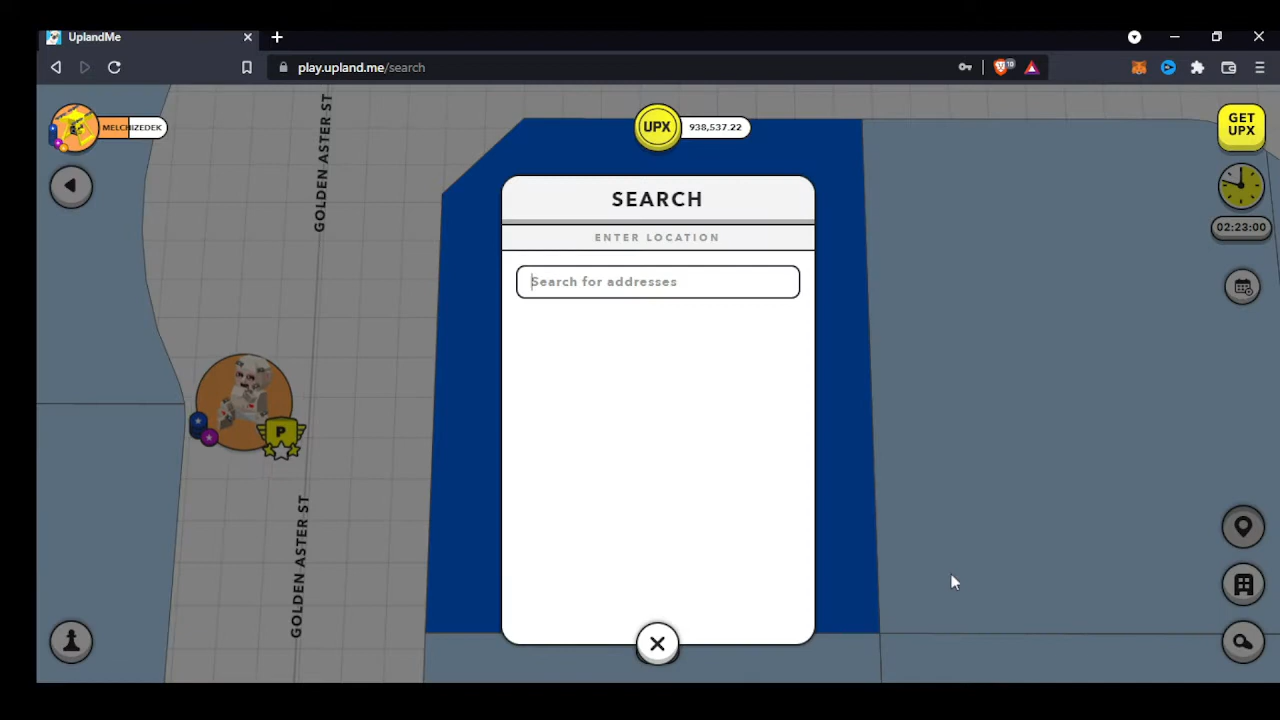 UplandMe
play.upland.me/search
10
MELCHIZEDEK
UPX
938,537.22
GET
UPX
02:23:00
GOLDEN ASTER ST
SEARCH
ENTER LOCATION
Search for addresses
P
GOLDEN ASTER ST